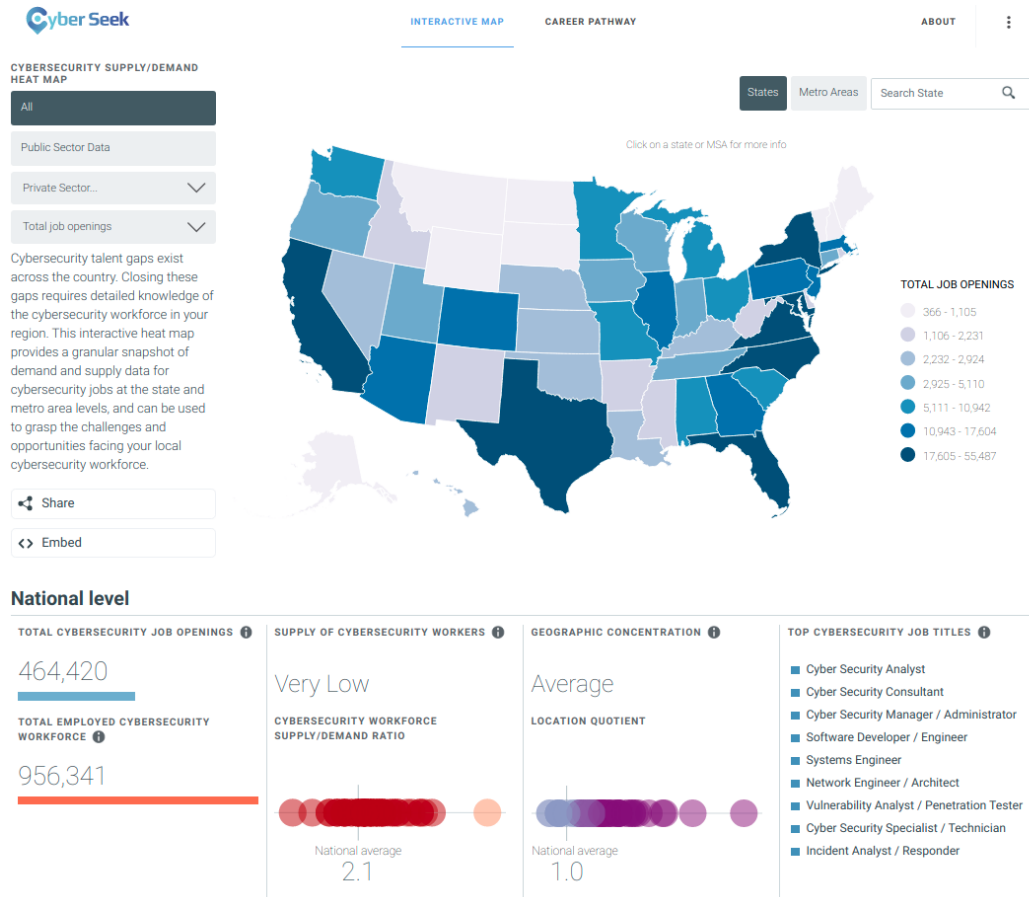 Cyber Seek
INTERACTIVE MAP
CAREER PATHWAY
ABOUT
CYBERSECURITY SUPPLY/DEMAND
HEAT MAP
All
Public Sector Data
Private Sector...
Total job openings
Cybersecurity talent gaps exist
across the country. Closing these
gaps requires detailed knowledge of
the cybersecurity workforce in your
region. This interactive heat map
provides a granular snapshot of
demand and supply data for
cybersecurity jobs at the state and
metro area levels, and can be used
to grasp the challenges and
opportunities facing your local
cybersecurity workforce.
Share
Embed
States
Metro Areas
Search State
Click on a state or MSA for more info
TOTAL JOB OPENINGS
366 - 1,105
1,106 - 2,231
2,232 - 2,924
2,925 - 5,110
5,111 - 10,942
10,943 - 17,604
17,605 - 55,487
National level
TOTAL CYBERSECURITY JOB OPENINGS
464,420
TOTAL EMPLOYED CYBERSECURITY
WORKFORCE
956,341
SUPPLY OF CYBERSECURITY WORKERS
Very Low
CYBERSECURITY WORKFORCE
SUPPLY/DEMAND RATIO
National average
2.1
GEOGRAPHIC CONCENTRATION
Average
LOCATION QUOTIENT
National average
1.0
TOP CYBERSECURITY JOB TITLES
Cyber Security Analyst
Cyber Security Consultant
Cyber Security Manager / Administrator
Software Developer / Engineer
Systems Engineer
Network Engineer / Architect
Vulnerability Analyst / Penetration Tester
Cyber Security Specialist / Technician
Incident Analyst / Responder